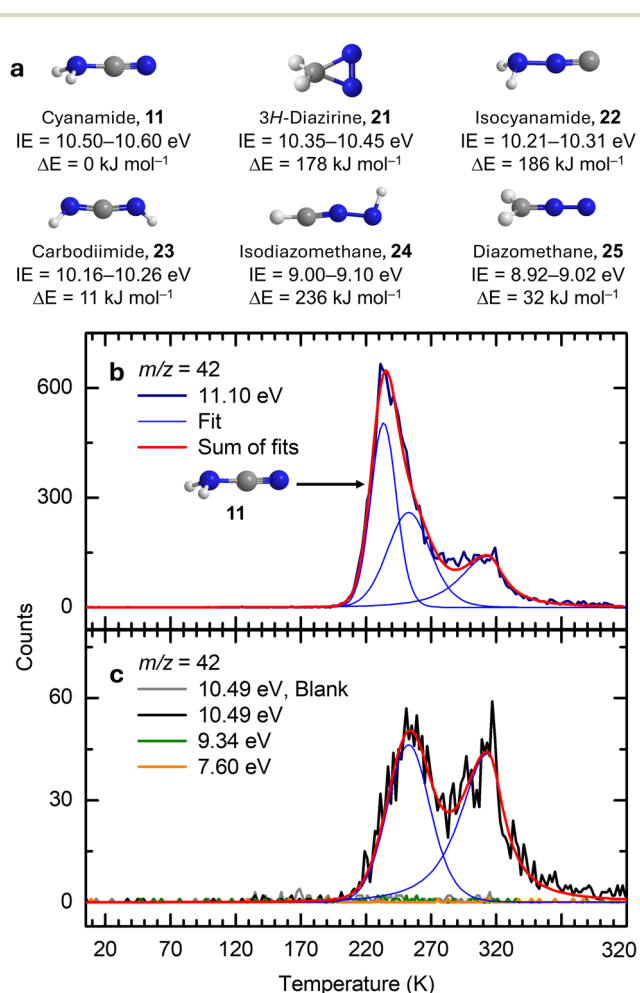 a
Cyanamide, 11
IE = 10.50–10.60 eV
ΔE = 0 kJ mol⁻¹
3H-Diazirine, 21
IE = 10.35–10.45 eV
ΔE = 178 kJ mol⁻¹
Isocyanamide, 22
IE = 10.21–10.31 eV
ΔE = 186 kJ mol⁻¹
Carbodiimide, 23
IE = 10.16–10.26 eV
ΔE = 11 kJ mol⁻¹
Isodiazomethane, 24
IE = 9.00–9.10 eV
ΔE = 236 kJ mol⁻¹
Diazomethane, 25
IE = 8.92–9.02 eV
ΔE = 32 kJ mol⁻¹
b
m/z = 42
11.10 eV
Fit
Sum of fits
11
600
300
0
Counts
c
m/z = 42
10.49 eV, Blank
10.49 eV
9.34 eV
7.60 eV
60
30
0
20 70 120 170 220 270 320 320
Temperature (K)